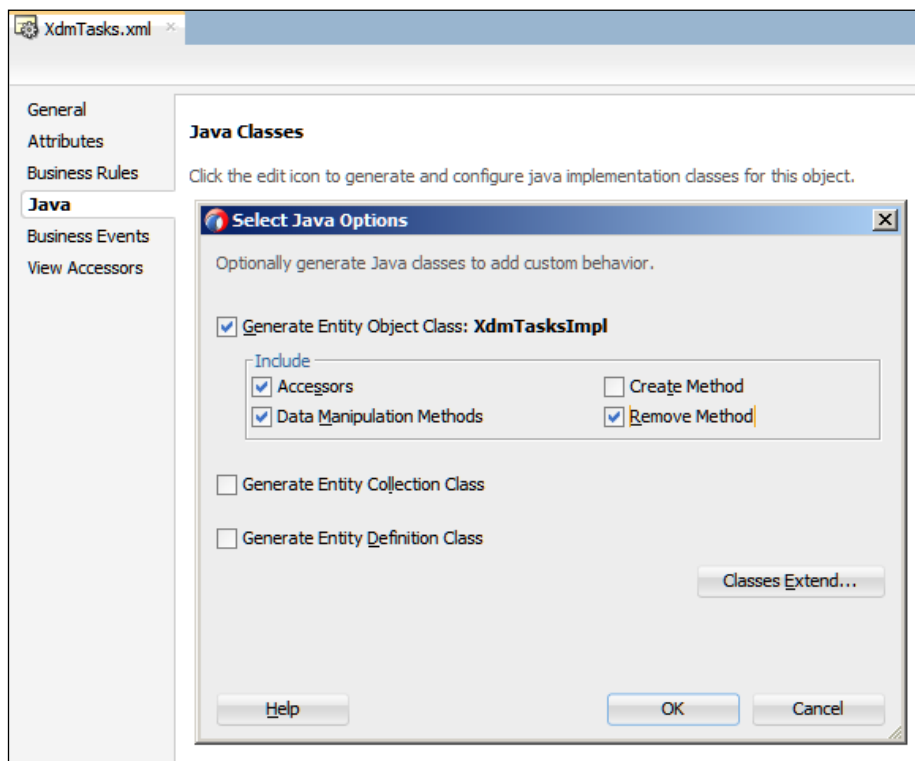 XdmTasks.xml
General
Attributes
Business Rules
Java
Business Events
View Accessors
Java Classes
Click the edit icon to generate and configure java implementation classes for this object.
Select Java Options
Optionally generate Java classes to add custom behavior.
Generate Entity Object Class: XdmTasksImpl
Include
Accessors
Create Method
Data Manipulation Methods
Remove Method
Generate Entity Collection Class
Generate Entity Definition Class
Classes Extend...
Help
OK
Cancel